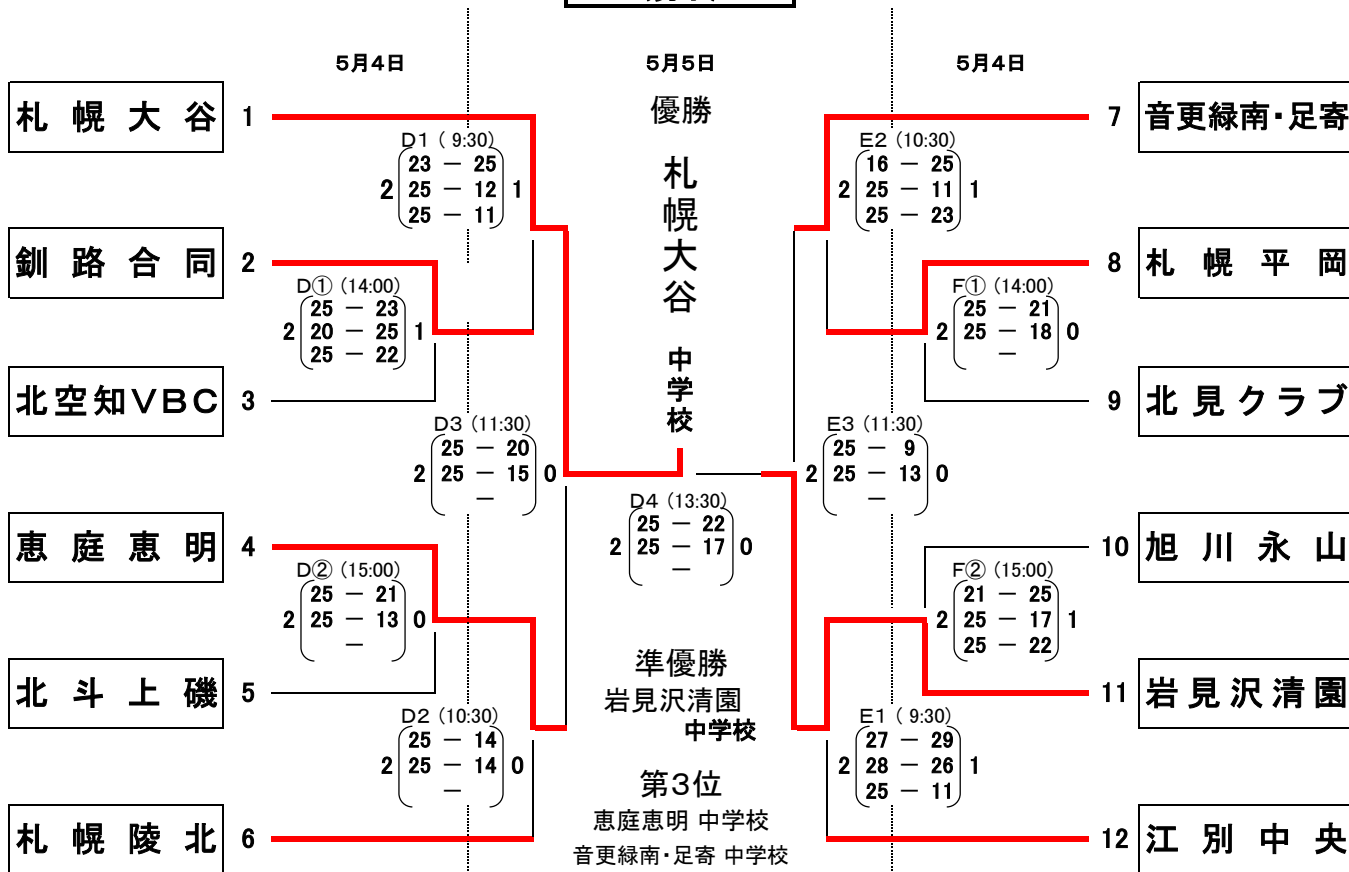 5月4日
5月5日
5月4日
札幌大谷 1
優勝
7 音更緑南・足寄
D1 ( 9:30)
23 － 25
2 25 － 12 1
25 － 11
E2 (10:30)
16 － 25
2 25 － 11 1
25 － 23
札幌大谷
中学校
釧路合同 2
8 札幌平岡
D① (14:00)
25 － 23
2 20 － 25 1
25 － 22
F① (14:00)
25 － 21
2 25 － 18 0
－
北空知VBC 3
9 北見クラブ
D3 (11:30)
25 － 20
2 25 － 15 0
－
E3 (11:30)
25 － 9
2 25 － 13 0
－
D4 (13:30)
25 － 22
2 25 － 17 0
－
恵庭恵明 4
10 旭川永山
D② (15:00)
25 － 21
2 25 － 13 0
－
F② (15:00)
21 － 25
2 25 － 17 1
25 － 22
準優勝
岩見沢清園
中学校
北斗上磯 5
11 岩見沢清園
D2 (10:30)
25 － 14
2 25 － 14 0
－
E1 ( 9:30)
27 － 29
2 28 － 26 1
25 － 11
第3位
恵庭恵明 中学校
音更緑南・足寄 中学校
札幌陵北 6
12 江別中央